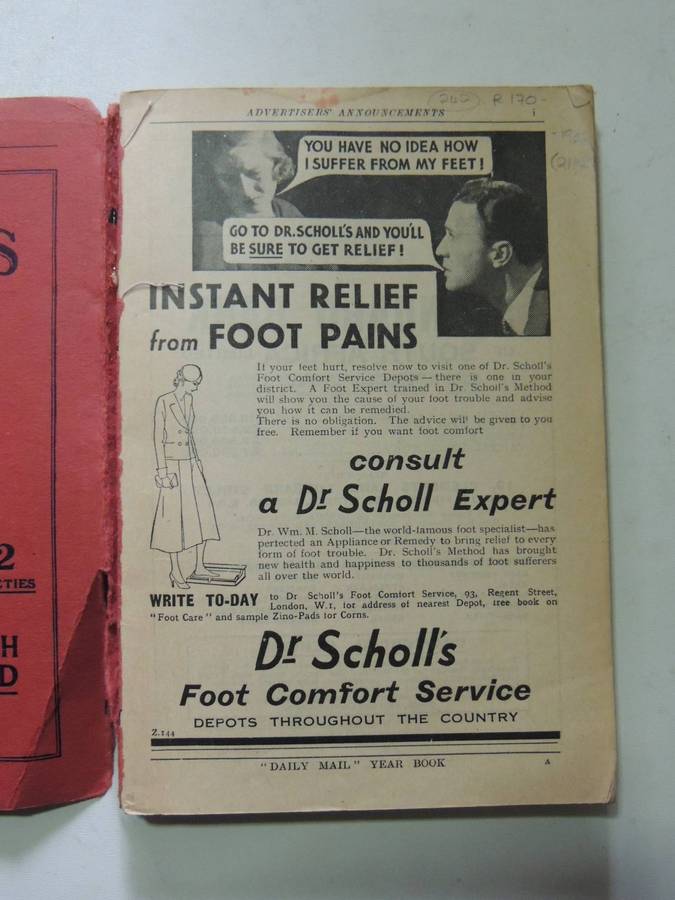 S
2
ETIES
H
D
(242) R 170-
ADVERTISERS' ANNOUNCEMENTS i
YOU HAVE NO IDEA HOW
I SUFFER FROM MY FEET!
GO TO DR. SCHOLL'S AND YOU'LL
BE SURE TO GET RELIEF!
INSTANT RELIEF
from FOOT PAINS
If your feet hurt, resolve now to visit one of Dr. Scholl's
Foot Comfort Service Depots — there is one in your
district. A Foot Expert trained in Dr. Scholl's Method
will show you the cause of your foot trouble and advise
you how it can be remedied.
There is no obligation. The advice will be given to you
free. Remember if you want foot comfort
consult
a Dr Scholl Expert
Dr. Wm. M. Scholl—the world-famous foot specialist—has
perfected an Appliance or Remedy to bring relief to every
form of foot trouble. Dr. Scholl's Method has brought
new health and happiness to thousands of foot sufferers
all over the world.
WRITE TO-DAY to Dr Scholl's Foot Comfort Service, 93, Regent Street,
London, W.1, for address of nearest Depot, free book on
"Foot Care" and sample Zino-Pads for Corns.
Dr Scholl's
Foot Comfort Service
DEPOTS THROUGHOUT THE COUNTRY
Z.144
"DAILY MAIL" YEAR BOOK A